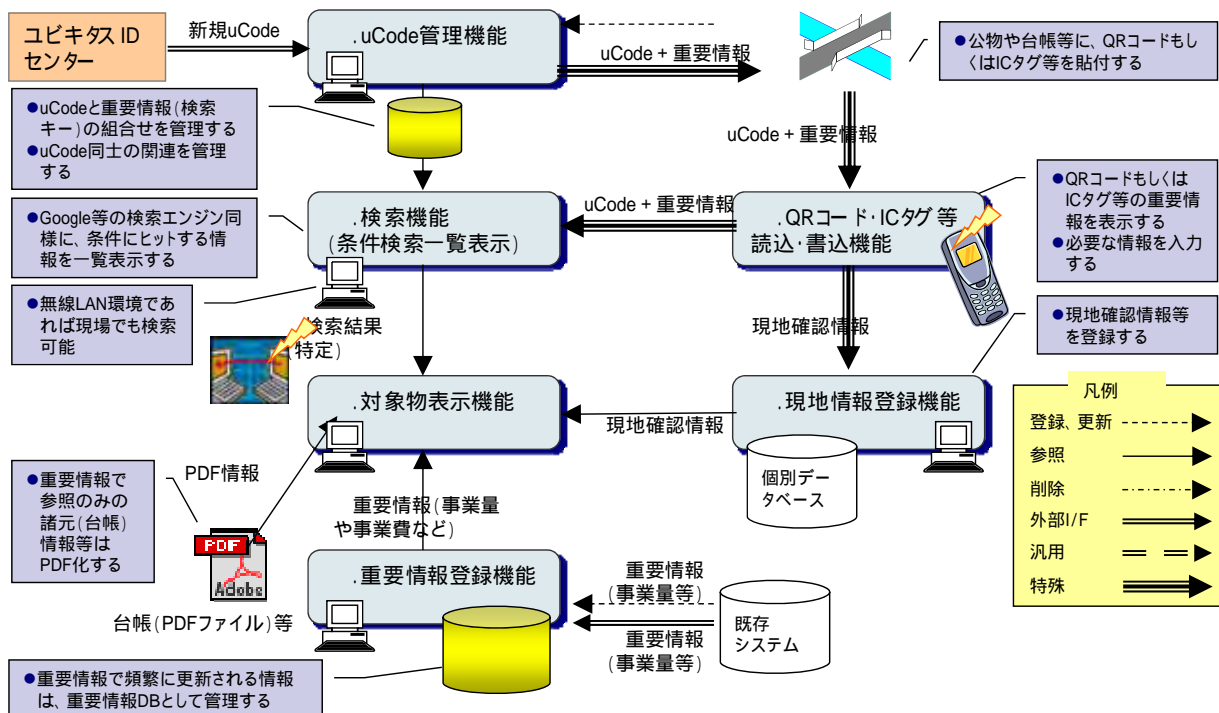 ユビキタス ID
センター
新規uCode
.uCode管理機能
uCode + 重要情報
●公物や台帳等に、QRコードもし
くはICタグ等を貼付する
●uCodeと重要情報(検索
キー)の組合せを管理する
●uCode同士の関連を管理
する
uCode + 重要情報
●Google等の検索エンジン同
様に、条件にヒットする情
報を一覧表示する
.検索機能
(条件検索一覧表示)
uCode + 重要情報
.QRコード・ICタグ等
読込・書込機能
●QRコードもしくは
ICタグ等の重要情
報を表示する
●必要な情報を入力
する
●無線LAN環境であ
れば現場でも検索
可能
検索結果
(特定)
現地確認情報
●現地確認情報等
を登録する
.対象物表示機能
現地確認情報
.現地情報登録機能
個別デー
タベース
凡例
登録、更新
参照
削除
外部I/F
汎用
特殊
●重要情報で
参照のみの
諸元(台帳)
情報等は
PDF化する
PDF情報
PDF
Adobe
台帳(PDFファイル)等
重要情報(事業量
や事業費など)
.重要情報登録機能
重要情報
(事業量等)
重要情報
(事業量等)
既存
システム
●重要情報で頻繁に更新される情報
は、重要情報DBとして管理する